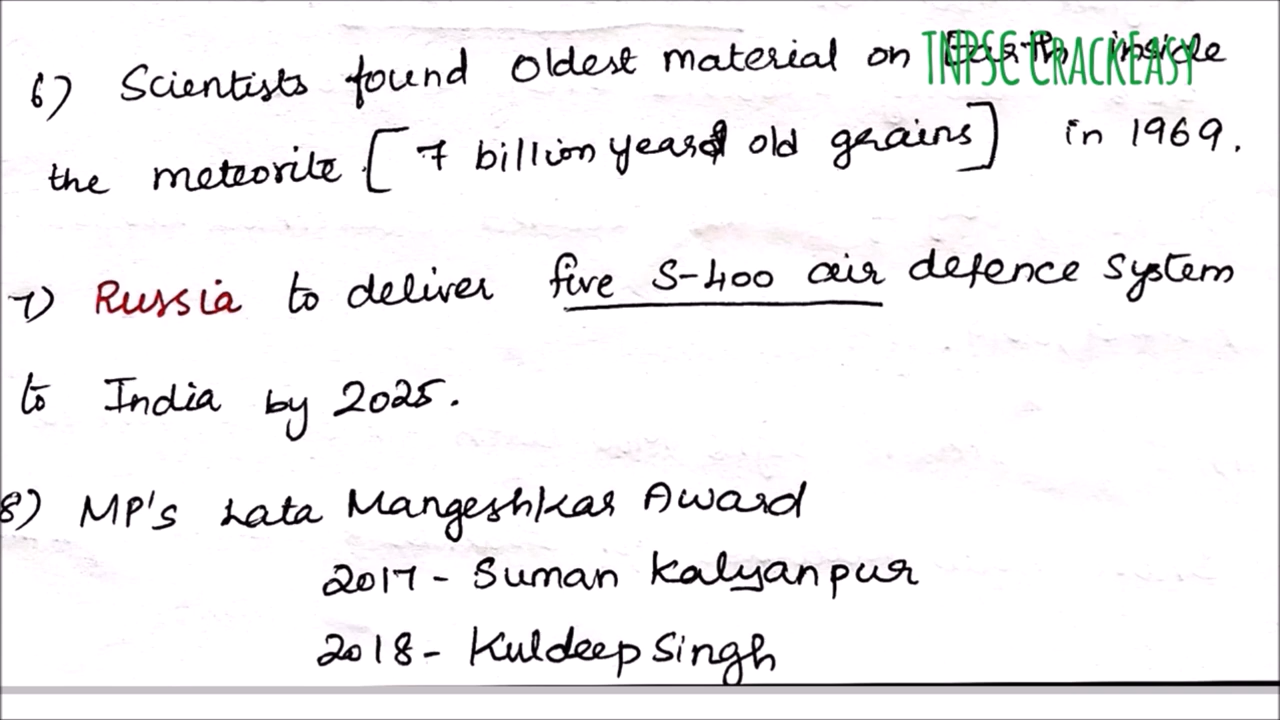 TNPSC CRACKEASY
6) Scientists found Oldest material on Earth inside
the meteorite [7 billion years old grains] in 1969.
7) Russia to deliver five S-400 air defence System
to India by 2025.
8) MP's Lata Mangeshkar Award
2017 - Suman Kalyanpur
2018 - Kuldeep Singh